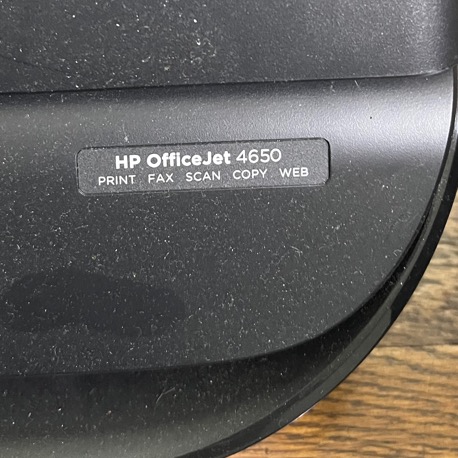 HP OfficeJet 4650
PRINT FAX SCAN COPY WEB